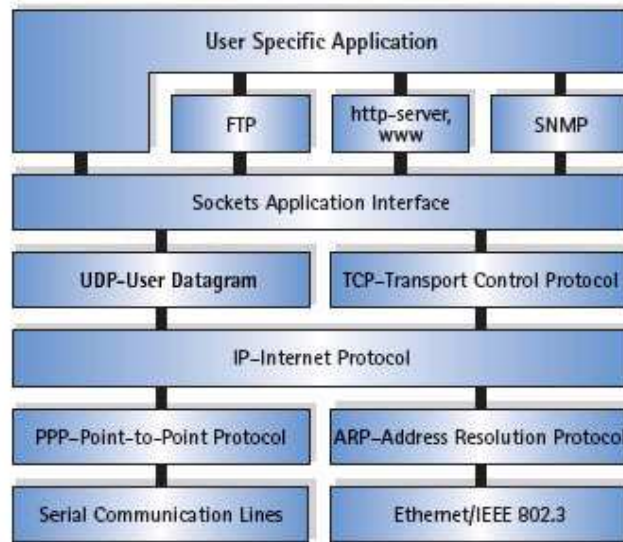 User Specific Application
FTP
http-server,
www
SNMP
Sockets Application Interface
UDP-User Datagram
TCP-Transport Control Protocol
IP-Internet Protocol
PPP-Point-to-Point Protocol
ARP-Address Resolution Protocol
Serial Communication Lines
Ethernet/IEEE 802.3